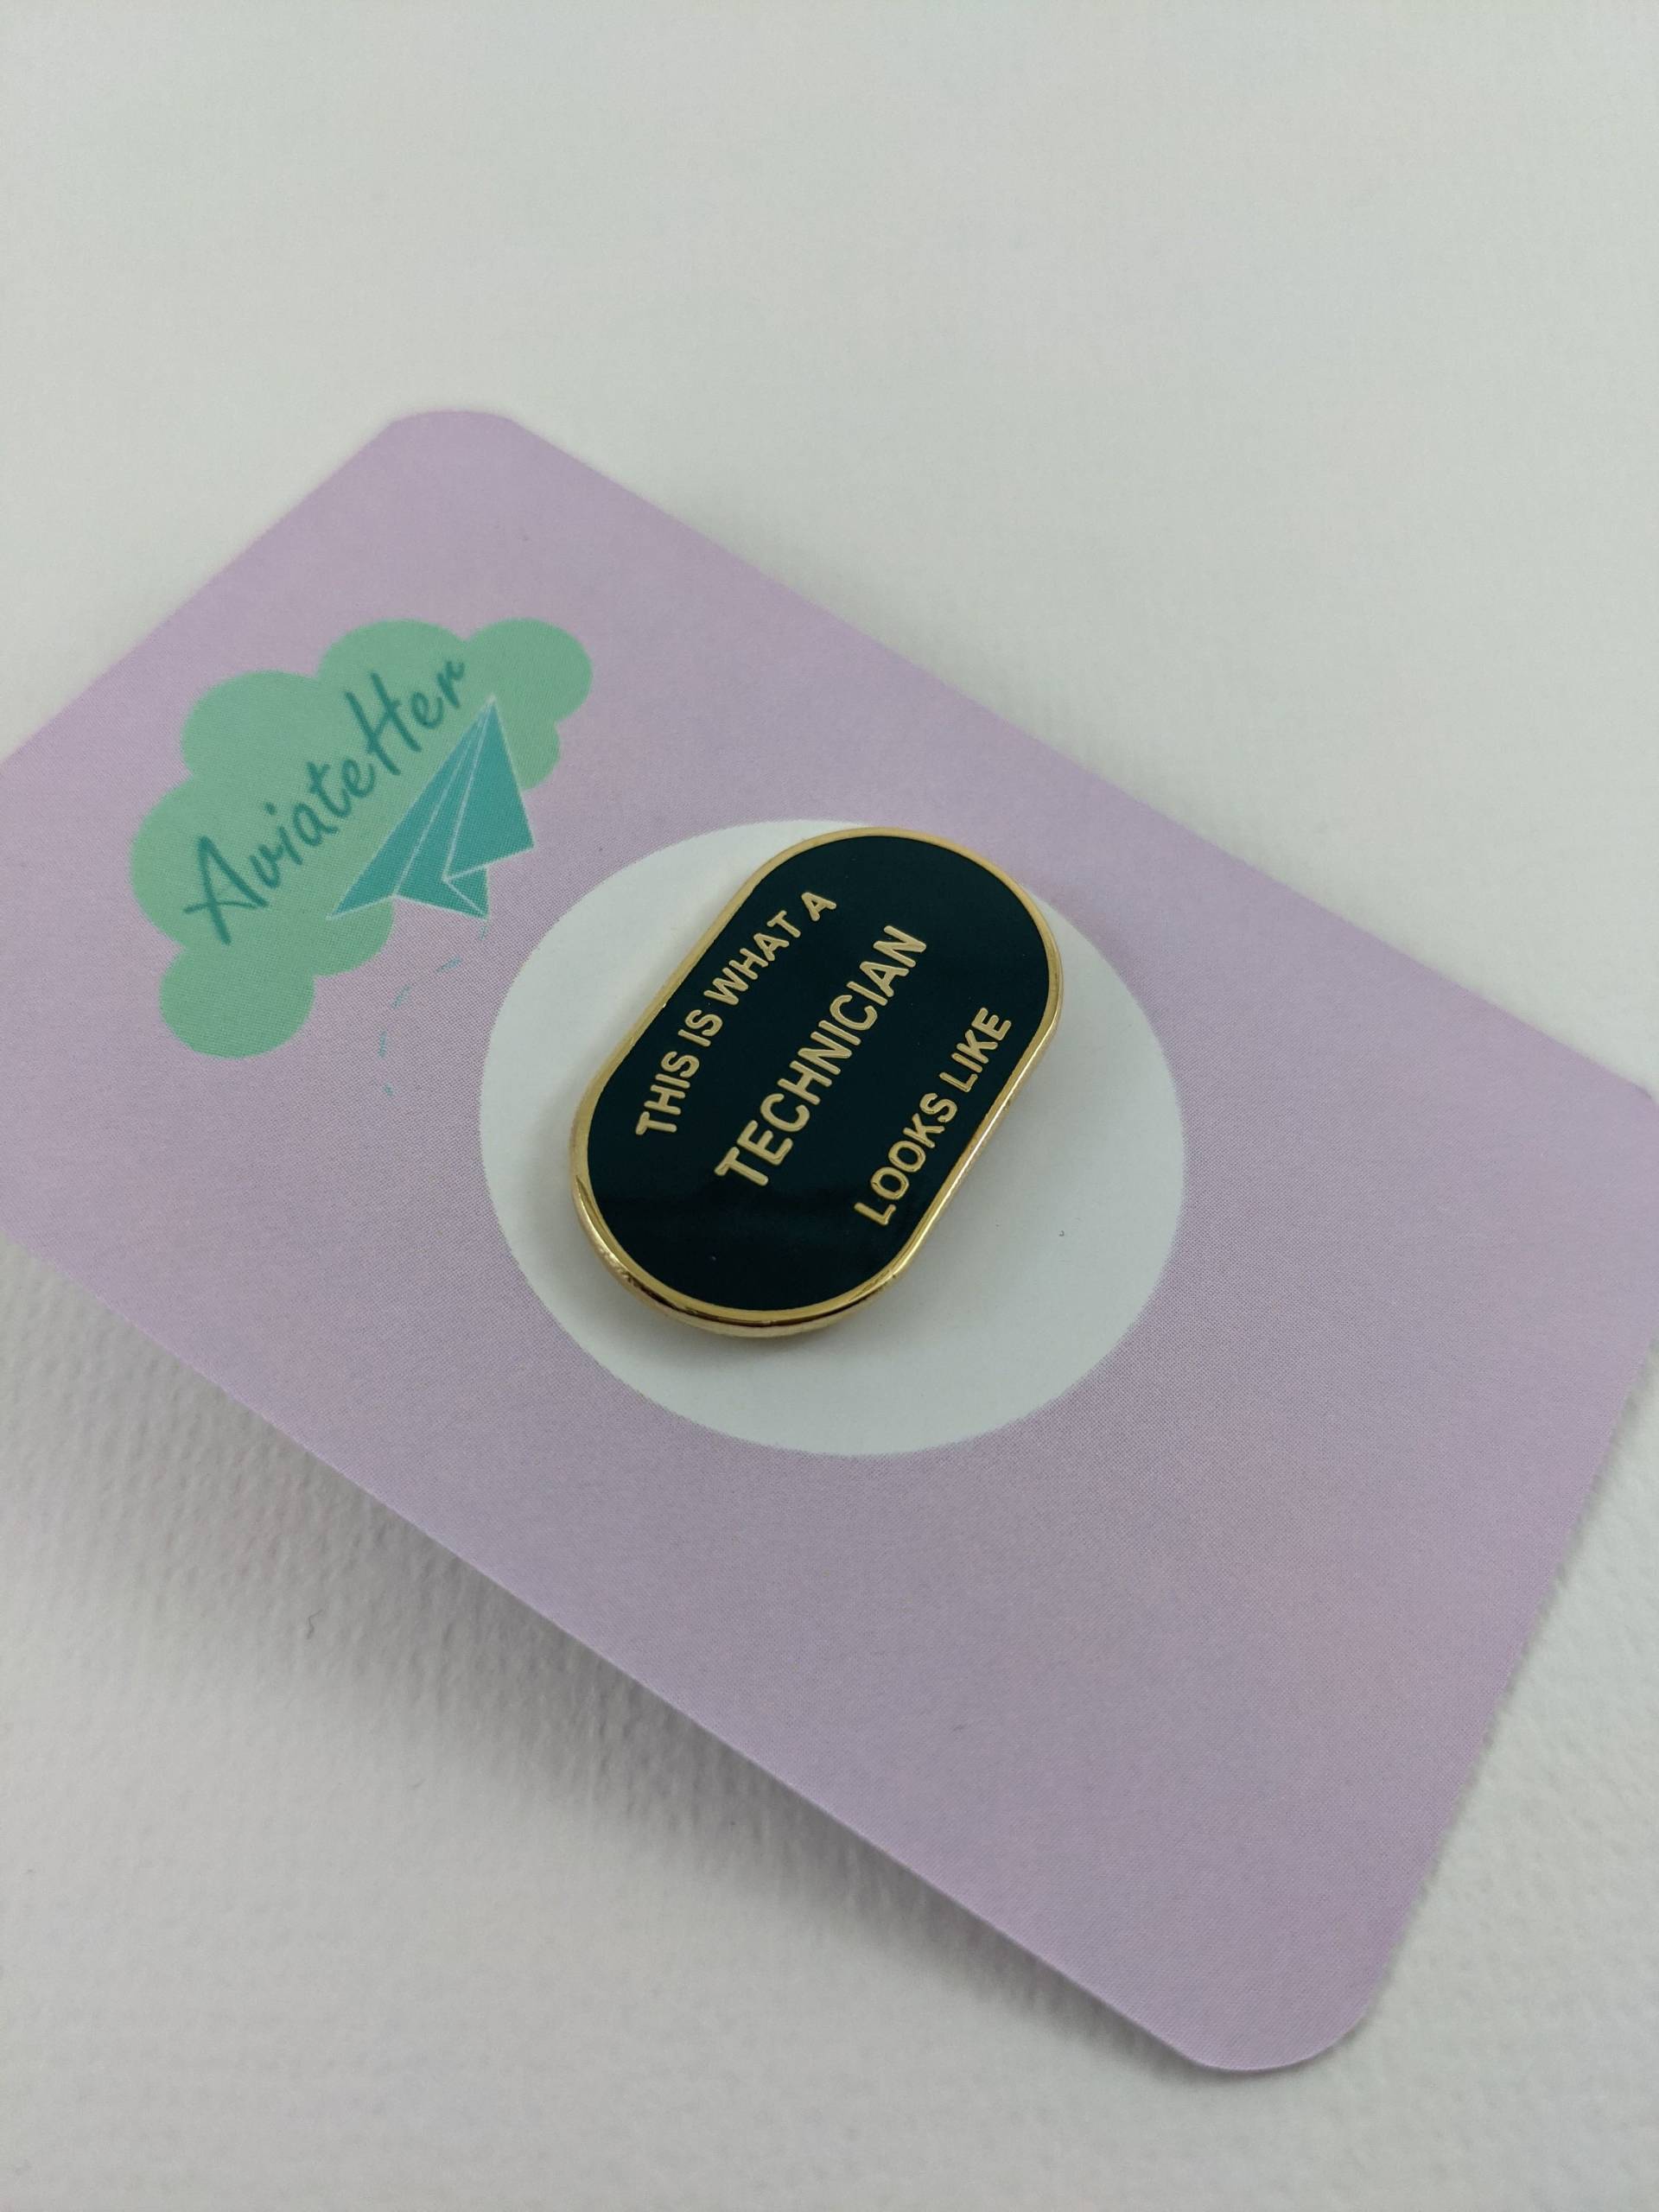 AviateHer
THIS IS WHAT A
TECHNICIAN
LOOKS LIKE